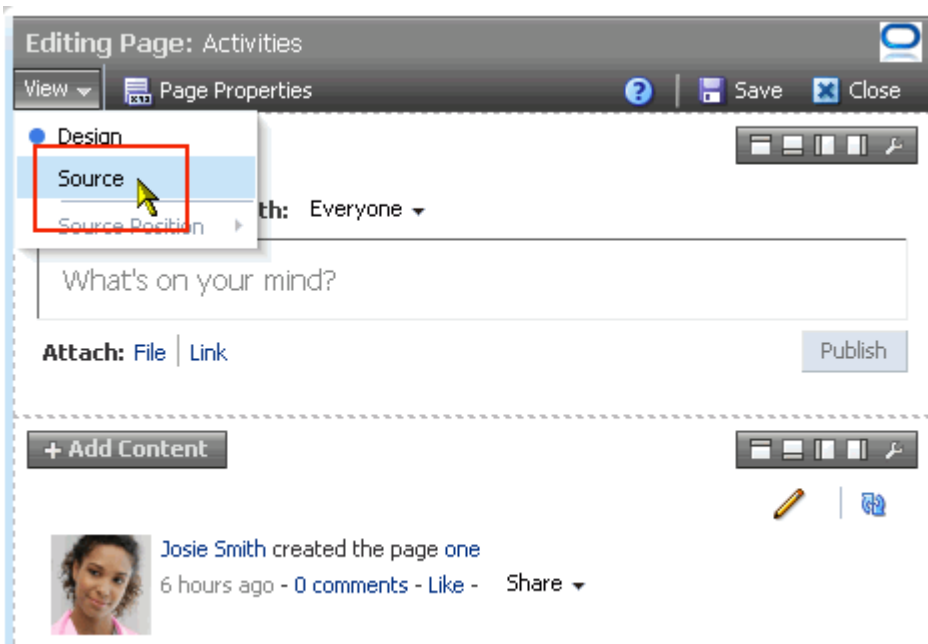 Editing Page: Activities
View Page Properties ? Save Close
Design
Source
Source Position
th: Everyone
What's on your mind?
Attach: File Link
Publish
+ Add Content
Josie Smith created the page one
6 hours ago - 0 comments - Like - Share